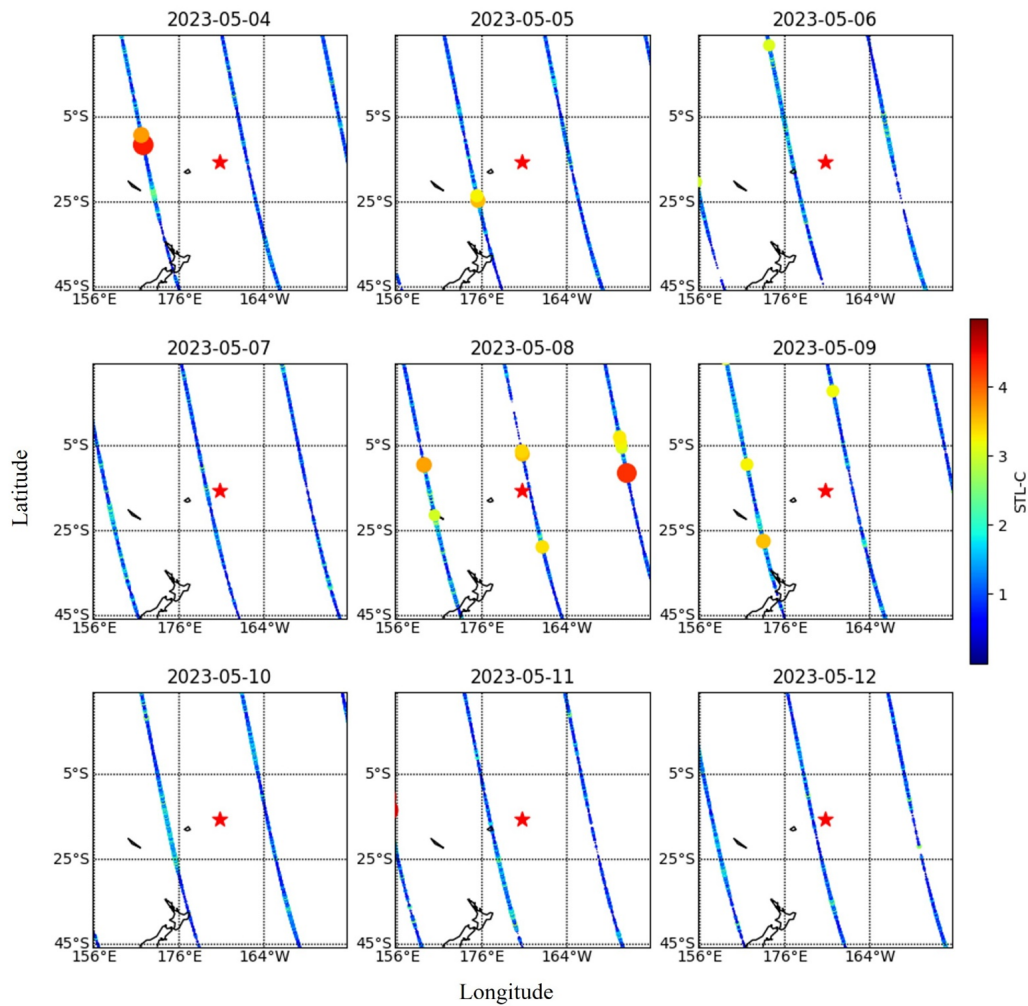 2023-05-04 2023-05-05 2023-05-06
5°S 5°S 5°S
25°S 25°S 25°S
45°S 45°S 45°S
156°E 176°E 164°W 156°E 176°E 164°W 156°E 176°E 164°W
2023-05-07 2023-05-08 2023-05-09
5°S 5°S 5°S
25°S 25°S 25°S
45°S 45°S 45°S
156°E 176°E 164°W 156°E 176°E 164°W 156°E 176°E 164°W
2023-05-10 2023-05-11 2023-05-12
5°S 5°S 5°S
25°S 25°S 25°S
45°S 45°S 45°S
156°E 176°E 164°W 156°E 176°E 164°W 156°E 176°E 164°W
Latitude
Longitude
4
3
2
1
STL-C